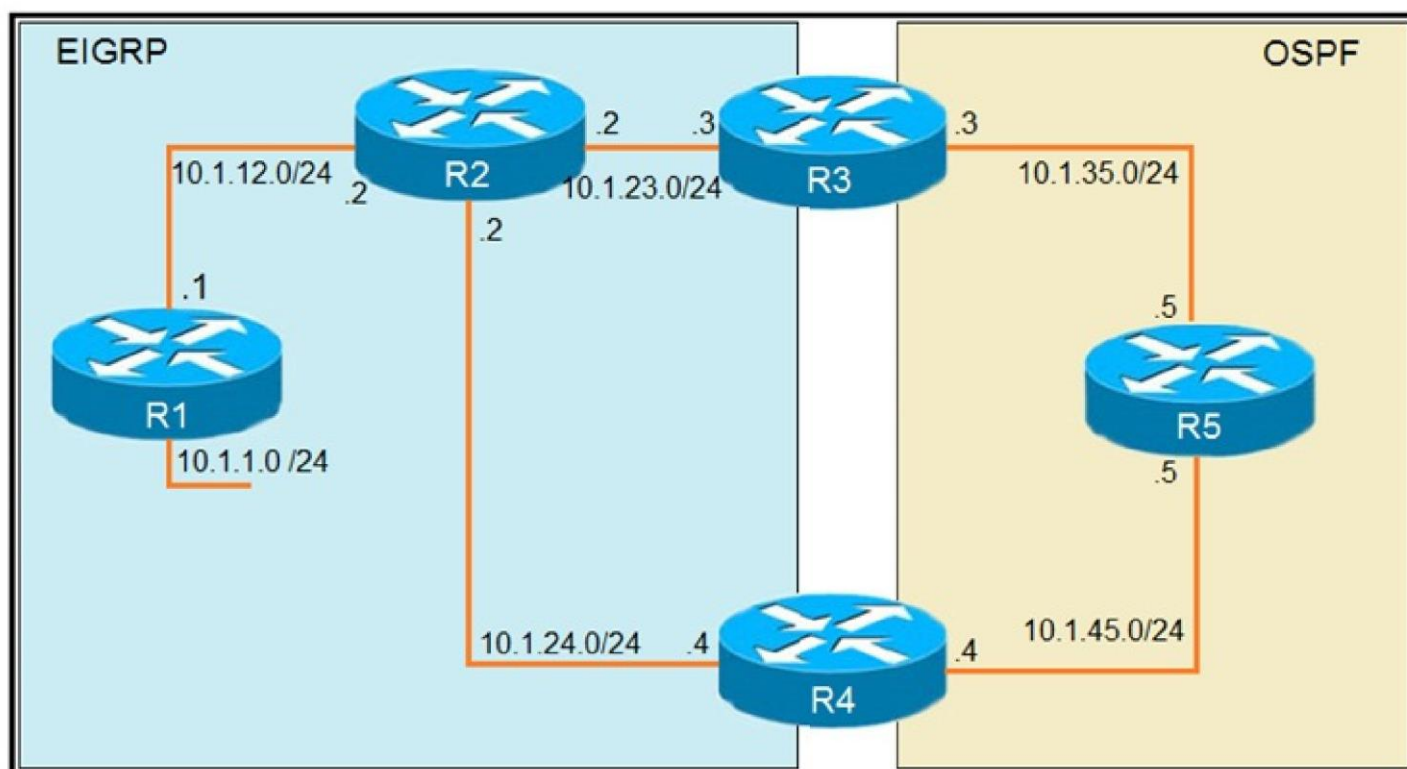 EIGRP
OSPF
.2
.3
.3
10.1.12.0/24
R2
10.1.23.0/24
R3
10.1.35.0/24
.2
.2
.1
.5
R1
R5
10.1.1.0 /24
.5
10.1.24.0/24
.4
.4
10.1.45.0/24
R4